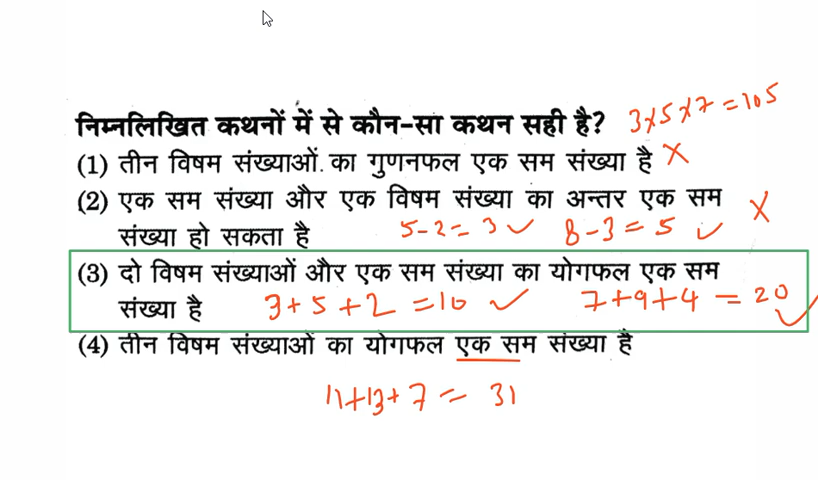 निम्नलिखित कथनों में से कौन-सा कथन सही है? 3×5×7=105
(1) तीन विषम संख्याओं का गुणनफल एक सम संख्या है ×
(2) एक सम संख्या और एक विषम संख्या का अन्तर एक सम ×
संख्या हो सकता है 5-2=3 ✓ 8-3=5 ✓
(3) दो विषम संख्याओं और एक सम संख्या का योगफल एक सम
संख्या है 3+5+2=10 ✓ 7+9+4=20 ✓
(4) तीन विषम संख्याओं का योगफल एक सम संख्या है
11+13+7=31